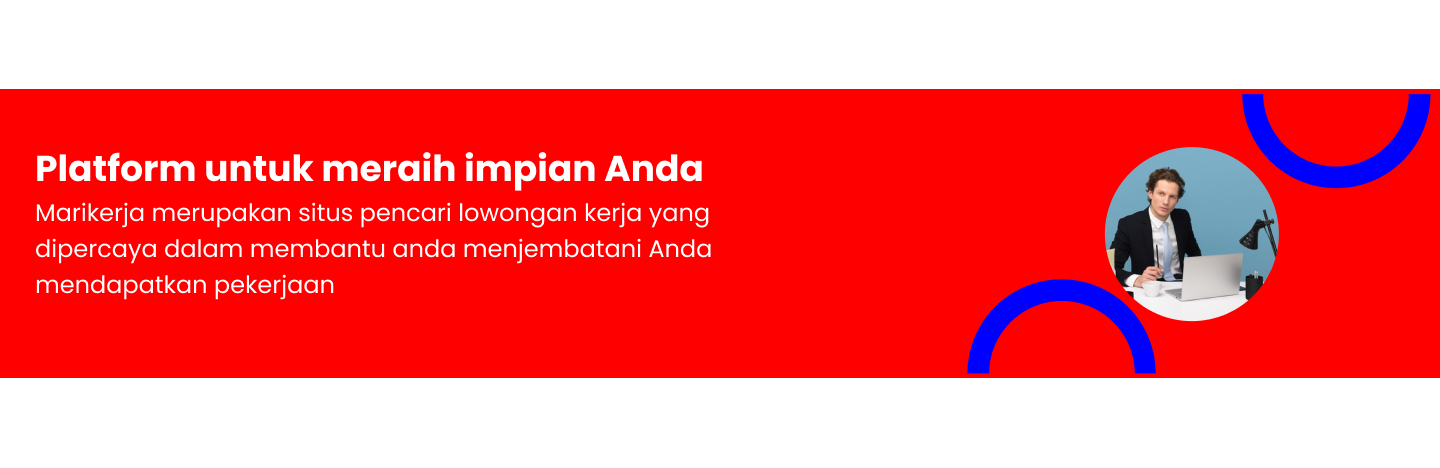 Platform untuk meraih impian Anda
Marikerja merupakan situs pencari lowongan kerja yang
dipercaya dalam membantu anda menjembatani Anda
mendapatkan pekerjaan